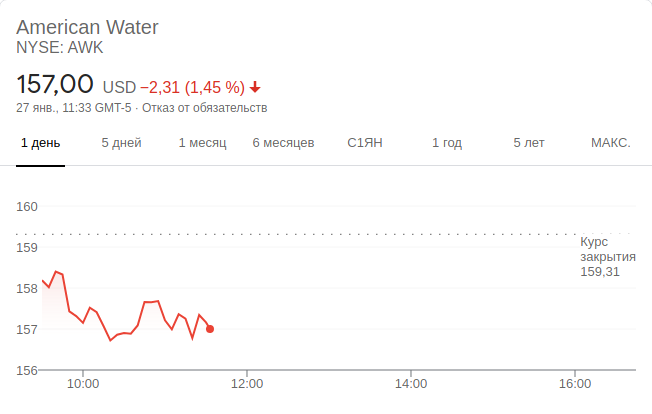 American Water
NYSE: AWK
157,00 USD −2,31 (1,45 %)
27 янв., 11:33 GMT-5 · Отказ от обязательств
1 день 5 дней 1 месяц 6 месяцев С1ЯН 1 год 5 лет МАКС.
160
159
158
157
156
Курс
закрытия
159,31
10:00 12:00 14:00 16:00